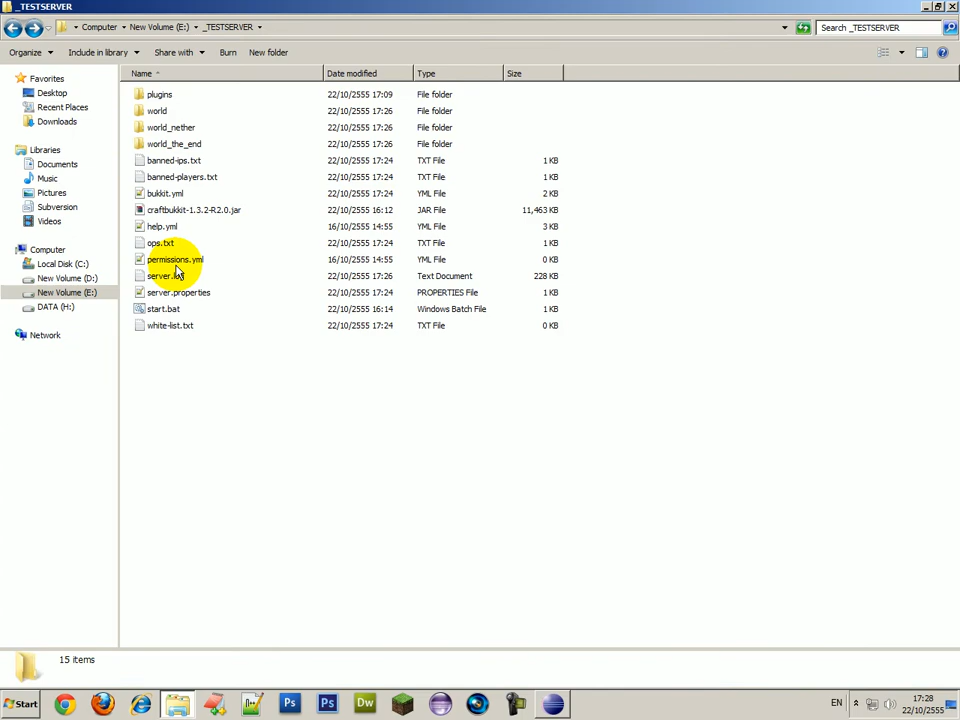 _TESTSERVER
Computer New Volume (E:) _TESTSERVER
Search _TESTSERVER
Organize Include in library Share with Burn New folder
Favorites
Desktop
Recent Places
Downloads
Libraries
Documents
Music
Pictures
Subversion
Videos
Computer
Local Disk (C:)
New Volume (D:)
New Volume (E:)
DATA (H:)
Network
Name Date modified Type Size
plugins 22/10/2555 17:09 File folder
world 22/10/2555 17:26 File folder
world_nether 22/10/2555 17:26 File folder
world_the_end 22/10/2555 17:26 File folder
banned-ips.txt 22/10/2555 17:24 TXT File 1 KB
banned-players.txt 22/10/2555 17:24 TXT File 1 KB
bukkit.yml 22/10/2555 17:24 YML File 2 KB
craftbukkit-1.3.2-R2.0.jar 22/10/2555 16:12 JAR File 11,463 KB
help.yml 16/10/2555 14:55 YML File 3 KB
ops.txt 22/10/2555 17:24 TXT File 1 KB
permissions.yml 16/10/2555 14:55 YML File 0 KB
server.log 22/10/2555 17:26 Text Document 228 KB
server.properties 22/10/2555 17:24 PROPERTIES File 1 KB
start.bat 22/10/2555 16:14 Windows Batch File 1 KB
white-list.txt 22/10/2555 17:24 TXT File 0 KB
15 items
Start Ps Ps Dw EN 17:28
22/10/2555